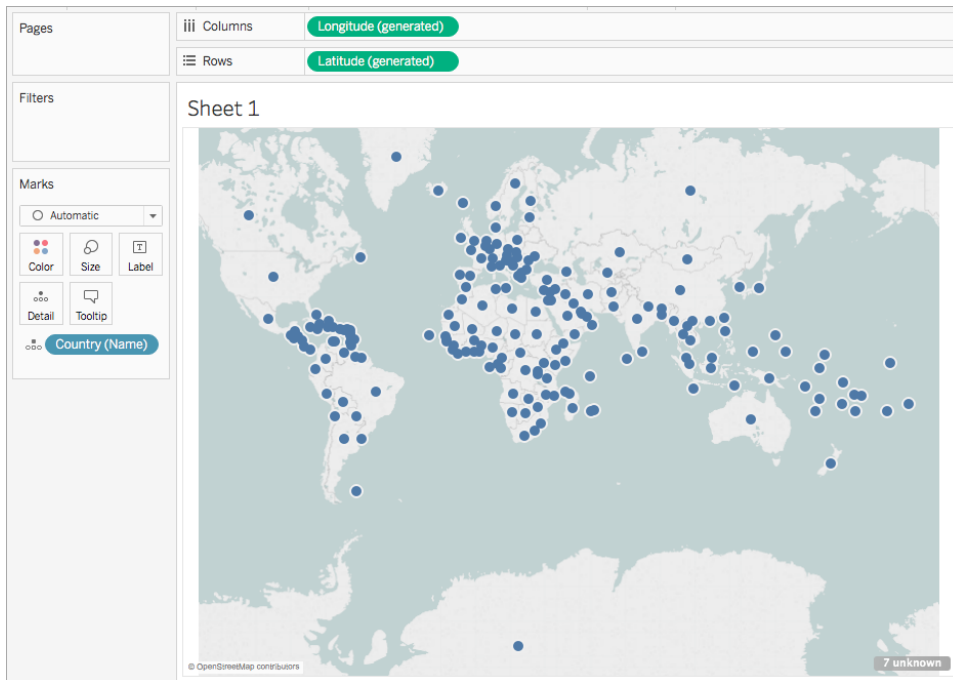 Pages
Columns
Longitude (generated)
Rows
Latitude (generated)
Filters
Sheet 1
Marks
Automatic
Color
Size
Label
Detail
Tooltip
Country (Name)
© OpenStreetMap contributors
7 unknown